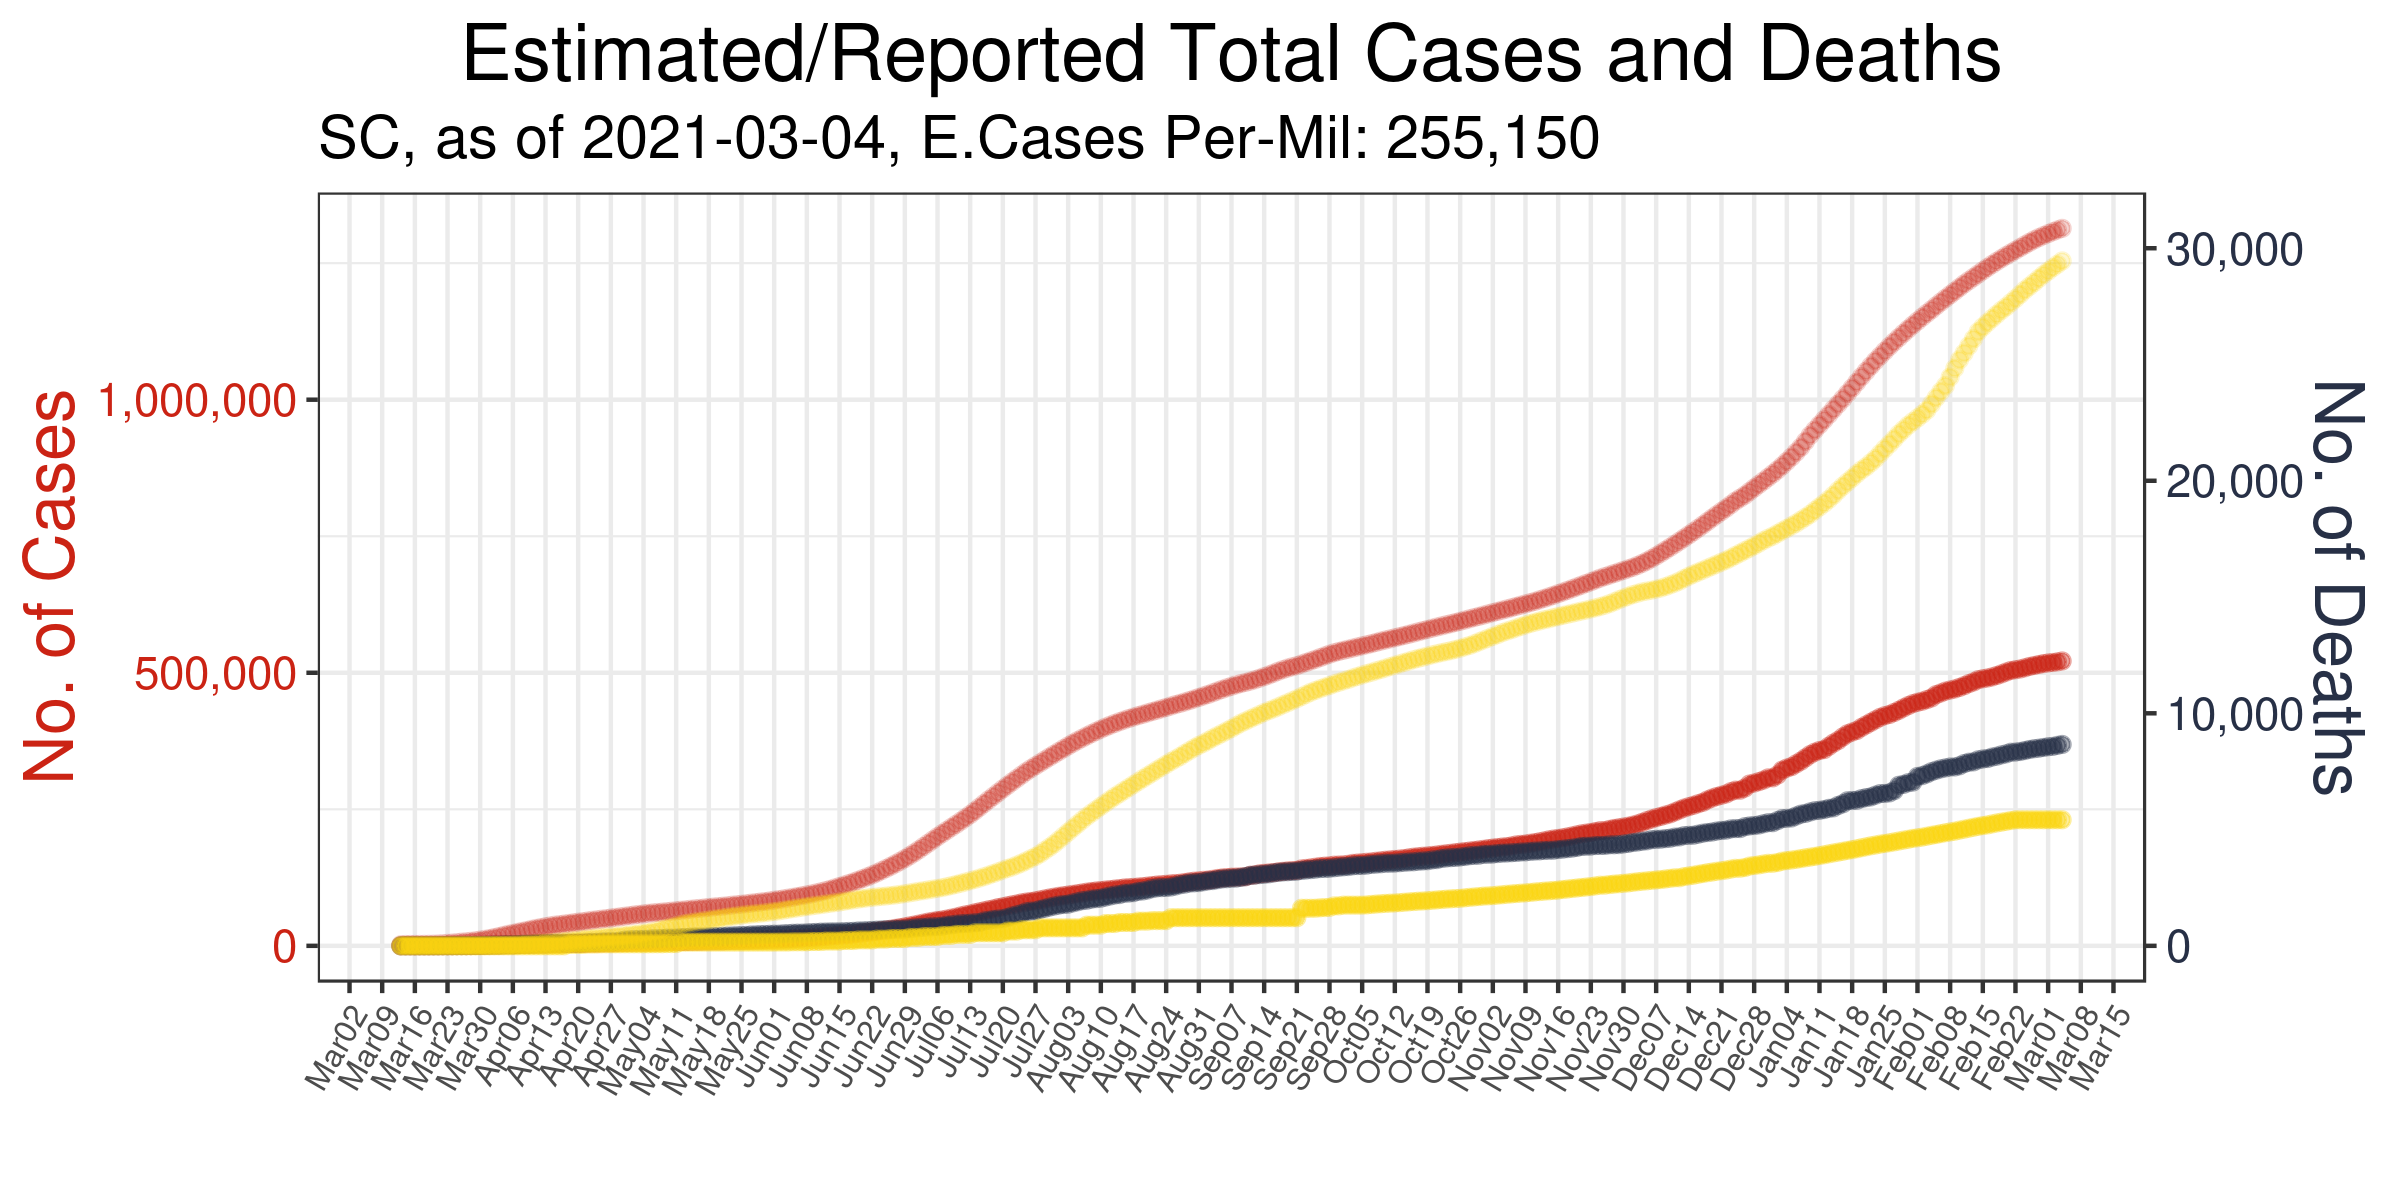 Estimated/Reported Total Cases and Deaths
SC, as of 2021-03-04, E.Cases Per-Mil: 255,150
No. of Cases
1,000,000
500,000
0
30,000
20,000
10,000
0
No. of Deaths
Mar02
Mar09
Mar16
Mar23
Mar30
Apr06
Apr13
Apr20
Apr27
May04
May11
May18
May25
Jun01
Jun08
Jun15
Jun22
Jun29
Jul06
Jul13
Jul20
Jul27
Aug03
Aug10
Aug17
Aug24
Aug31
Sep07
Sep14
Sep21
Sep28
Oct05
Oct12
Oct19
Oct26
Nov02
Nov09
Nov16
Nov23
Nov30
Dec07
Dec14
Dec21
Dec28
Jan04
Jan11
Jan18
Jan25
Feb01
Feb08
Feb15
Feb22
Mar01
Mar08
Mar15